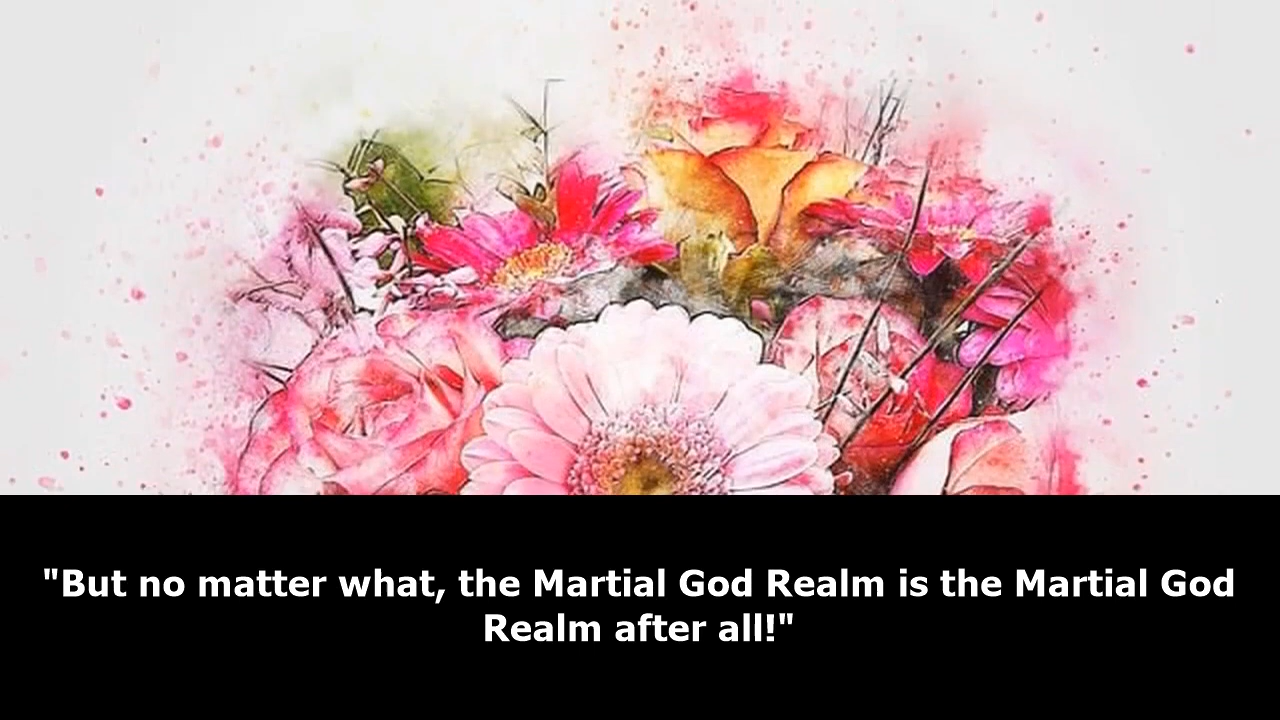 "But no matter what, the Martial God Realm is the Martial God
Realm after all!"